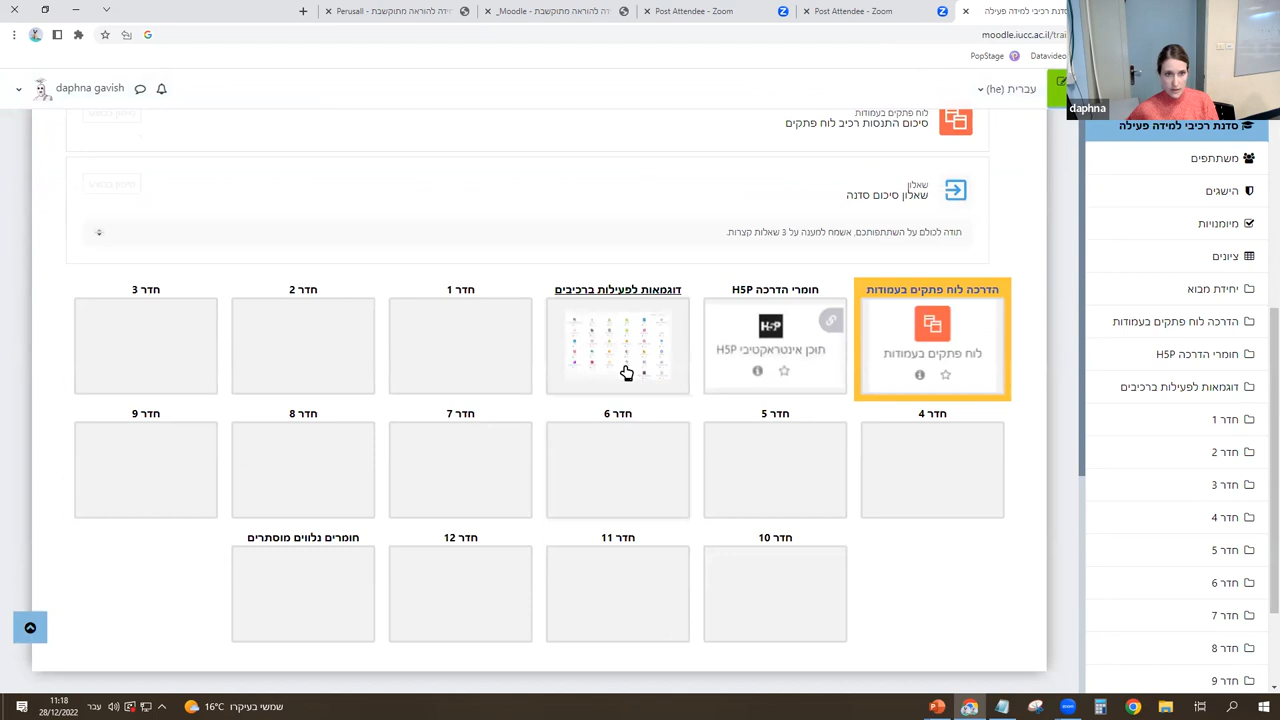 Perusall - הוראה מתוקשבת
Moodle_ - הוראה מתוקשבת
Post Attendee - Zoom
Post Attendee - Zoom
סדנת רכיבי למידה פעילה
moodle.iucc.ac.il/trai
PopStage
Datavideo
daphna gavish
עברית ‎(he)‎
daphna
לוח פתקים בעמודות
סיכום התנסות רכיב לוח פתקים
שאלון
שאלון סיכום סדנה
תודה לכולם על השתתפותכם, אשמח למענה על 3 שאלות קצרות.
הדרכה לוח פתקים בעמודות
חומרי הדרכה H5P
דוגמאות לפעילות ברכיבים
חדר 1
חדר 2
חדר 3
לוח פתקים בעמודות
H5P
תוכן אינטראקטיבי H5P
חדר 4
חדר 5
חדר 6
חדר 7
חדר 8
חדר 9
חדר 10
חדר 11
חדר 12
חומרים נלווים מוסתרים
סדנת רכיבי למידה פעילה
משתתפים
הישגים
מיומנויות
ציונים
יחידת מבוא
הדרכה לוח פתקים בעמודות
חומרי הדרכה H5P
דוגמאות לפעילות ברכיבים
חדר 1
חדר 2
חדר 3
חדר 4
חדר 5
חדר 6
חדר 7
חדר 8
חדר 9
11:18
28/12/2022
עבר
16°C
שמשי בעיקרו
zoom